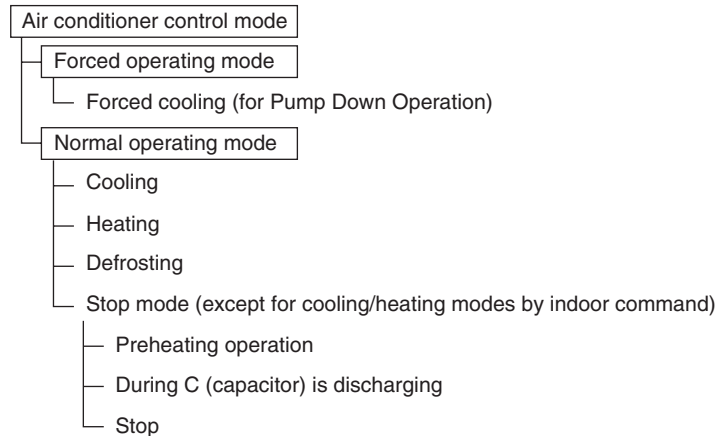 Air conditioner control mode
Forced operating mode
Forced cooling (for Pump Down Operation)
Normal operating mode
Cooling
Heating
Defrosting
Stop mode (except for cooling/heating modes by indoor command)
Preheating operation
During C (capacitor) is discharging
Stop